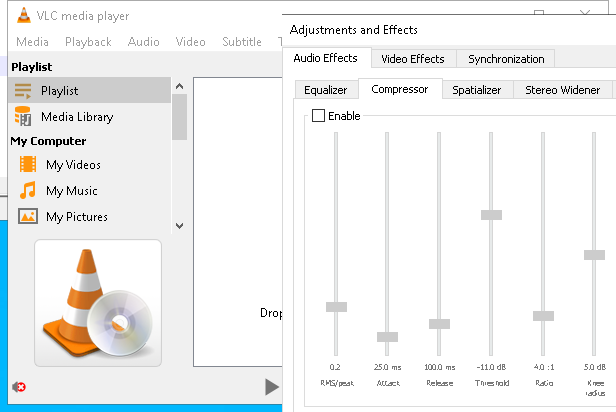 VLC media player
Media Playback Audio Video Subtitle T
Playlist
Playlist
Media Library
My Computer
My Videos
My Music
My Pictures
Drop
Adjustments and Effects
Audio Effects Video Effects Synchronization
Equalizer Compressor Spatializer Stereo Widener
Enable
0.2 25.0 ms 100.0 ms -11.0 dB 4.0 :1 5.0 dB
RMS/peak Attack Release Threshold Ratio Knee
radius